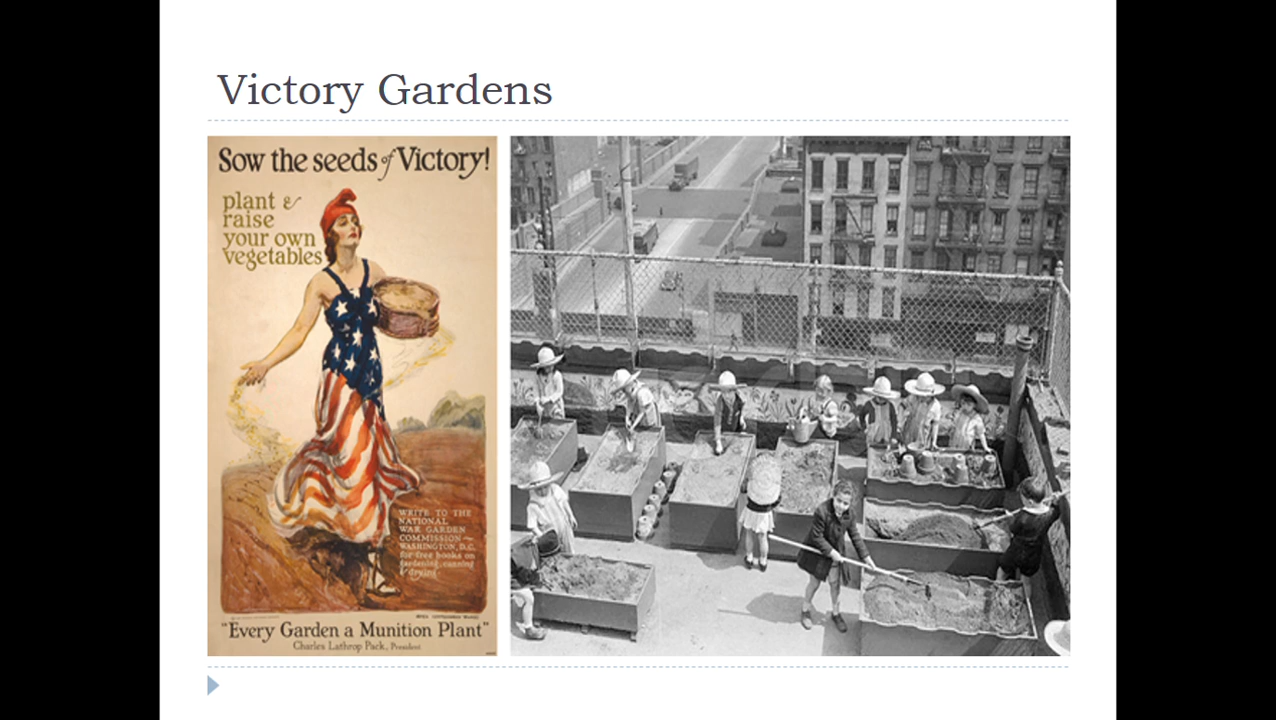 Victory Gardens
Sow the seeds of Victory!
plant &
raise
your own
vegetables
WRITE TO THE
NATIONAL
WAR GARDEN
COMMISSION ~
WASHINGTON, D.C.
for free books on
gardening, canning
& drying.
"Every Garden a Munition Plant"
Charles Lathrop Pack, President